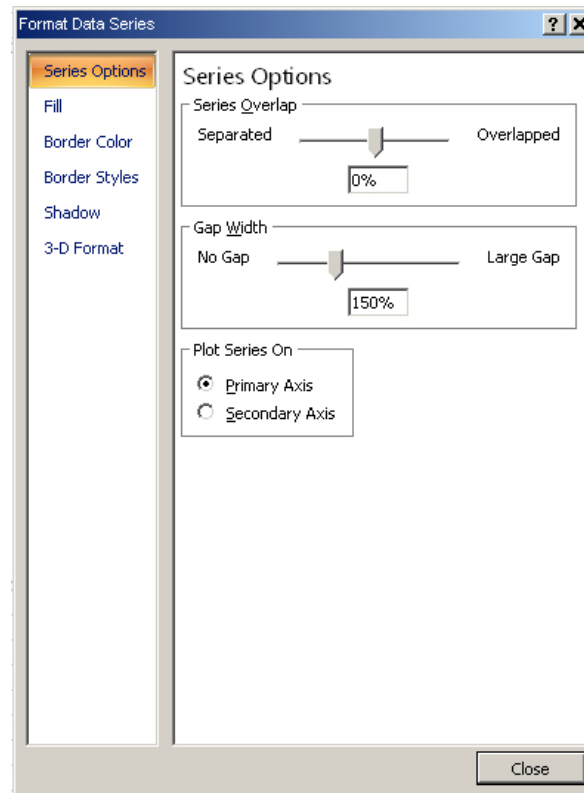 Format Data Series
Series Options
Fill
Border Color
Border Styles
Shadow
3-D Format
Series Options
Series Overlap
Separated Overlapped
0%
Gap Width
No Gap Large Gap
150%
Plot Series On
Primary Axis
Secondary Axis
Close